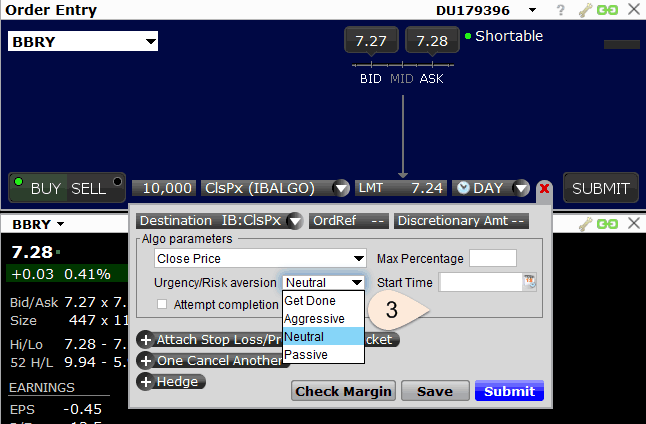 Order Entry DU179396 ?
BBRY
7.27 7.28 Shortable
BID MID ASK
BUY SELL 10,000 ClsPx (IBALGO) LMT 7.24 DAY SUBMIT
Destination IB:ClsPx OrdRef -- Discretionary Amt --
BBRY
Algo parameters
7.28 Close Price Max Percentage
+0.03 0.41% Urgency/Risk aversion Neutral Start Time
Bid/Ask 7.27 x 7. Attempt completion Get Done
Size 447 x 11 Aggressive 3
Hi/Lo 7.28 - 7. Attach Stop Loss/Pr Neutral cket
52 H/L 9.94 - 5. One Cancel Another Passive
Hedge
EARNINGS Check Margin Save Submit
EPS -0.45